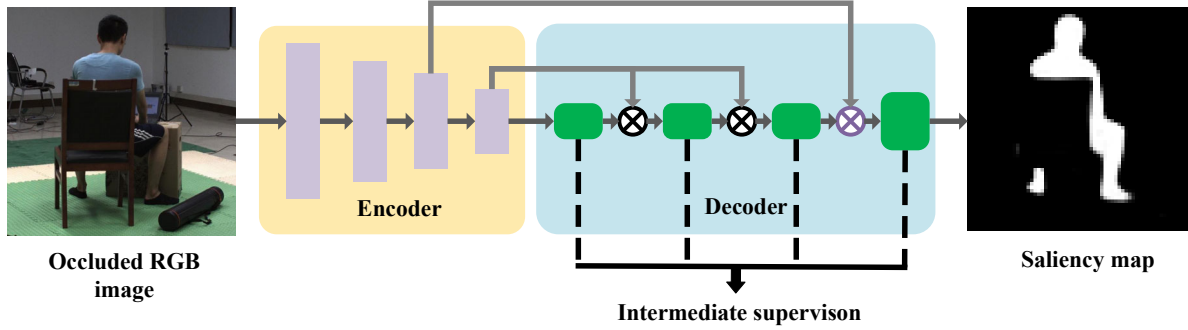 Encoder
Decoder
Occluded RGB
image
Saliency map
Intermediate supervison